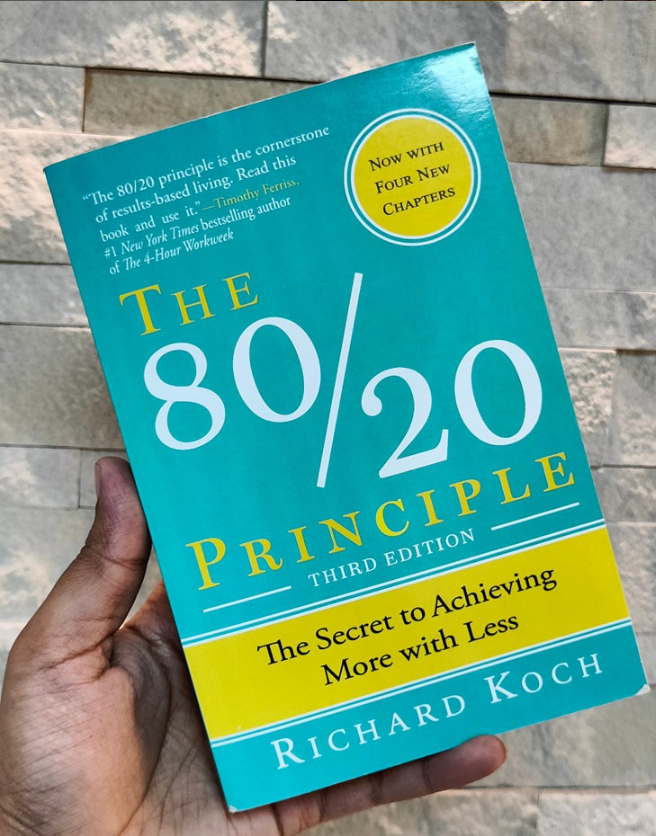 "The 80/20 principle is the cornerstone
of results-based living. Read this
book and use it." —Timothy Ferriss,
#1 New York Times bestselling author
of The 4-Hour Workweek
NOW WITH
FOUR NEW
CHAPTERS
THE
80/20
PRINCIPLE
THIRD EDITION
The Secret to Achieving
More with Less
RICHARD KOCH